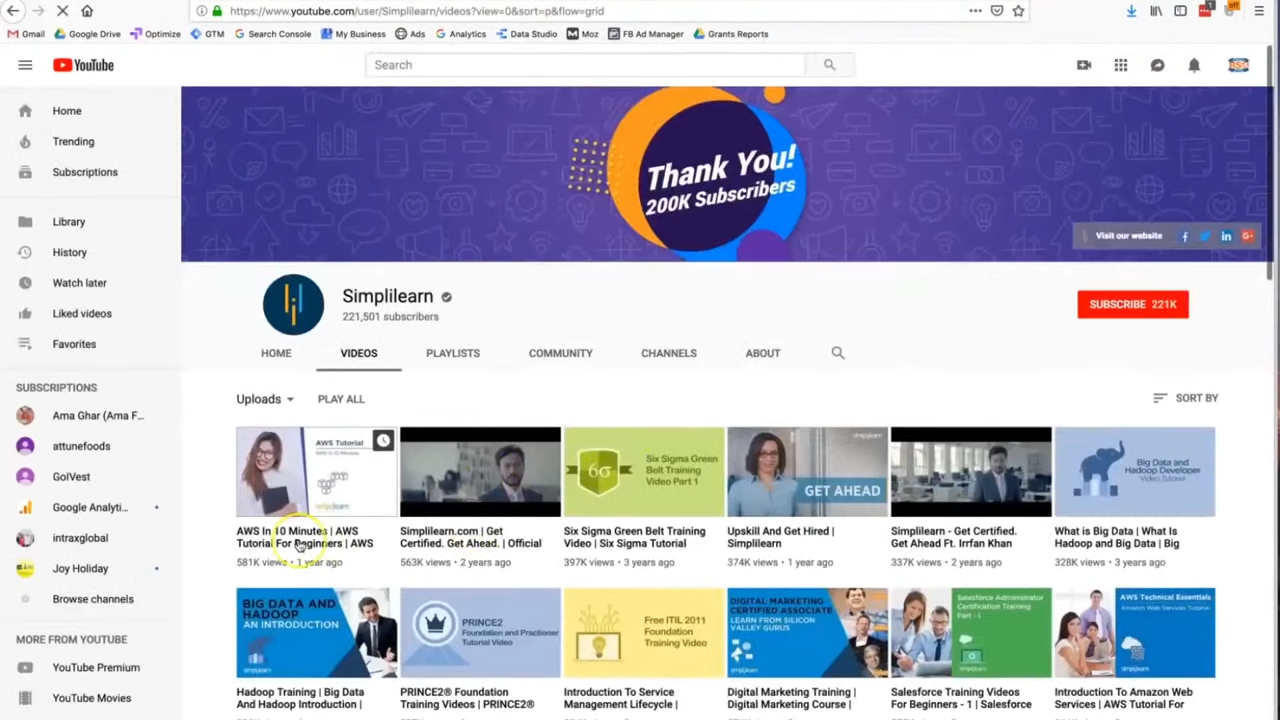 https://www.youtube.com/user/Simplilearn/videos?view=0&sort=p&flow=grid
Gmail
Google Drive
Optimize
GTM
Search Console
My Business
Ads
Analytics
Data Studio
Moz
FB Ad Manager
Grants Reports
YouTube
Search
Home
Trending
Subscriptions
Library
History
Watch later
Liked videos
Favorites
SUBSCRIPTIONS
Ama Ghar (Ama F...
attunefoods
GolVest
Google Analyti...
intraxglobal
Joy Holiday
Browse channels
MORE FROM YOUTUBE
YouTube Premium
YouTube Movies
Thank You!
200K Subscribers
Visit our website
Simplilearn
221,501 subscribers
SUBSCRIBE 221K
HOME
VIDEOS
PLAYLISTS
COMMUNITY
CHANNELS
ABOUT
Uploads
PLAY ALL
SORT BY
AWS Tutorial
simplilearn
AWS In 10 Minutes | AWS
Tutorial For Beginners | AWS
581K views • 1 year ago
Simplilearn.com | Get
Certified. Get Ahead. | Official
563K views • 2 years ago
6σ
Six Sigma Green
Belt Training
Video Part 1
Six Sigma Green Belt Training
Video | Six Sigma Tutorial
397K views • 3 years ago
simplilearn
GET AHEAD
Upskill And Get Hired |
Simplilearn
374K views • 1 year ago
Simplilearn - Get Certified.
Get Ahead Ft. Irrfan Khan
337K views • 2 years ago
Big Data and
Hadoop Developer
Video Tutorial
What is Big Data | What Is
Hadoop and Big Data | Big
328K views • 3 years ago
BIG DATA AND
HADOOP
AN INTRODUCTION
Hadoop Training | Big Data
And Hadoop Introduction |
PRINCE2
Foundation and Practioner
Tutorial Video
PRINCE2® Foundation
Training Videos | PRINCE2®
Free ITIL 2011
Foundation
Training Video
Introduction To Service
Management Lifecycle |
DIGITAL MARKETING
CERTIFIED ASSOCIATE
LEARN FROM SILICON
VALLEY GURUS
Digital Marketing Training |
Digital Marketing Course |
Salesforce Administrator
Certification Training
Part - 1
Salesforce Training Videos
For Beginners - 1 | Salesforce
AWS Technical Essentials
Amazon Web Services Tutorial
Introduction To Amazon Web
Services | AWS Tutorial For